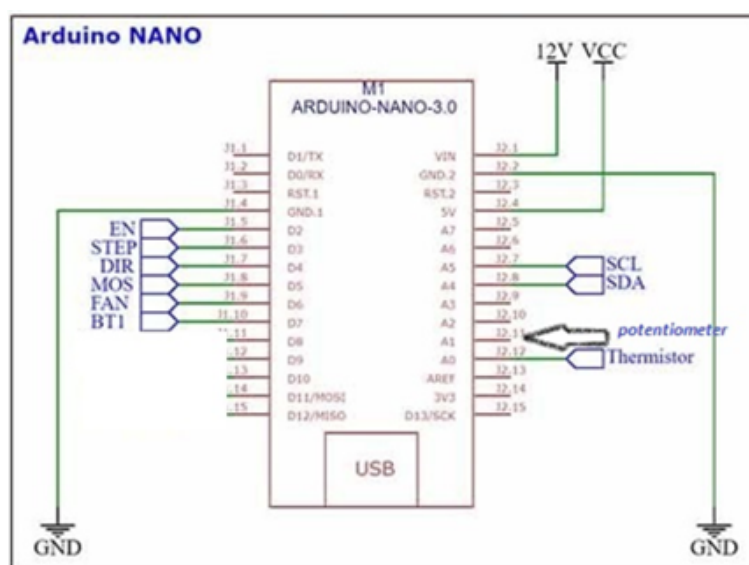 Arduino NANO
12V VCC
M1
ARDUINO-NANO-3.0
J1.1 D1/TX VIN J2.1
J1.2 D0/RX GND.2 J2.2
J1.3 RST.1 RST.2 J2.3
J1.4 GND.1 5V J2.4
EN J1.5 D2 A7 J2.5
STEP J1.6 D3 A6 J2.6
DIR J1.7 D4 A5 J2.7 SCL
MOS J1.8 D5 A4 J2.8 SDA
FAN J1.9 D6 A3 J2.9
BT1 J1.10 D7 A2 J2.10
.11 D8 A1 J2.11 potentiometer
.12 D9 A0 J2.12 Thermistor
.13 D10 AREF J2.13
.14 D11/MOSI 3V3 J2.14
.15 D12/MISO D13/SCK J2.15
USB
GND GND